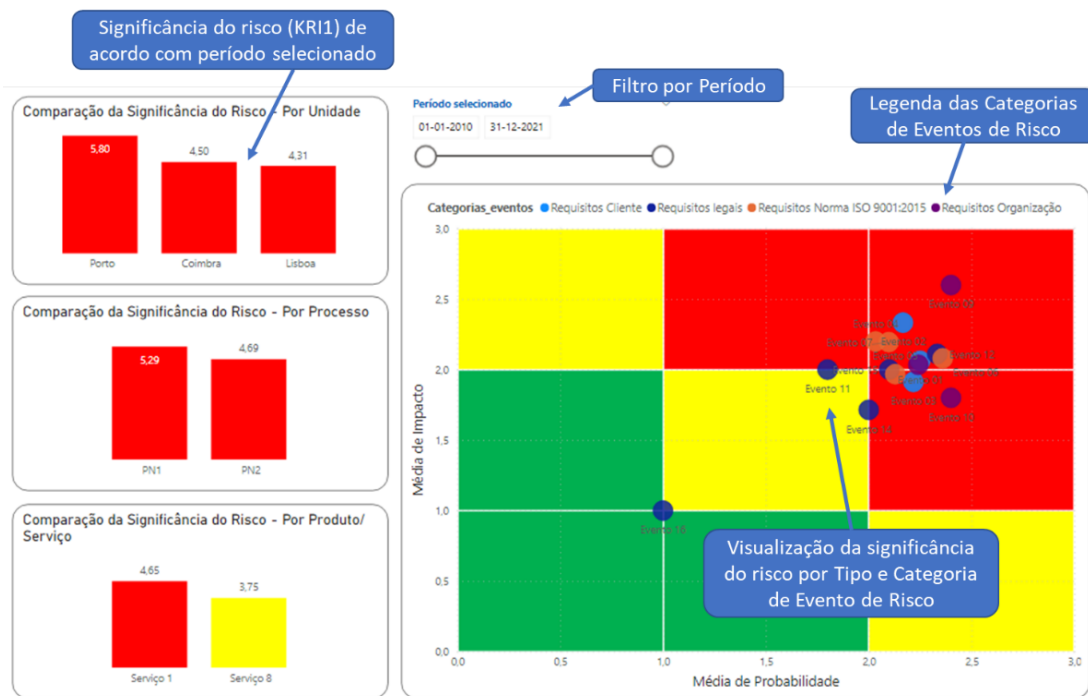 Significância do risco (KRI1) de
acordo com período selecionado
Filtro por Período
Legenda das Categorias
de Eventos de Risco
Comparação da Significância do Risco - Por Unidade
5,80
4,50
4,31
Porto
Coimbra
Lisboa
Período selecionado
01-01-2010
31-12-2021
Comparação da Significância do Risco - Por Processo
5,29
4,69
PN1
PN2
Comparação da Significância do Risco - Por Produto/
Serviço
4,65
3,75
Serviço 1
Serviço 8
Categorias_eventos Requisitos Cliente Requisitos legais Requisitos Norma ISO 9001:2015 Requisitos Organização
Média de Impacto
3,0
2,5
2,0
1,5
1,0
0,5
0,0
Evento 11
Evento 12
Evento 14
Evento 01
Evento 16
Visualização da significância
do risco por Tipo e Categoria
de Evento de Risco
0,0
0,5
1,0
1,5
2,0
2,5
3,0
Média de Probabilidade